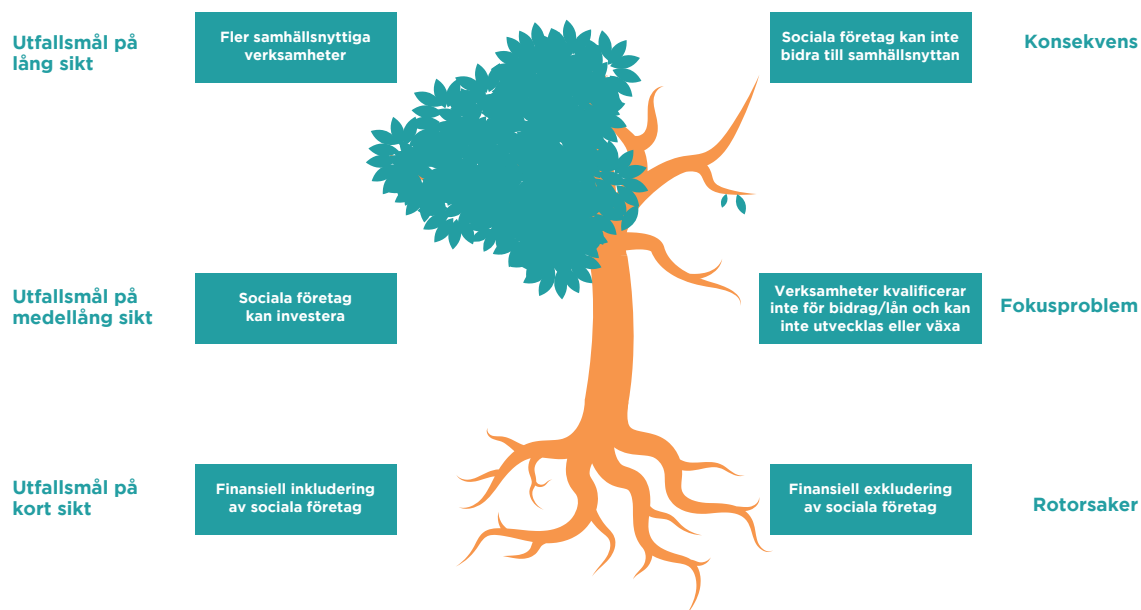 Utfallsmål på
lång sikt
Fler samhällsnyttiga
verksamheter
Sociala företag kan inte
bidra till samhällsnyttan
Konsekvens
Utfallsmål på
medellång sikt
Sociala företag
kan investera
Verksamheter kvalificerar
inte för bidrag/lån och kan
inte utvecklas eller växa
Fokusproblem
Utfallsmål på
kort sikt
Finansiell inkludering
av sociala företag
Finansiell exkludering
av sociala företag
Rotorsaker